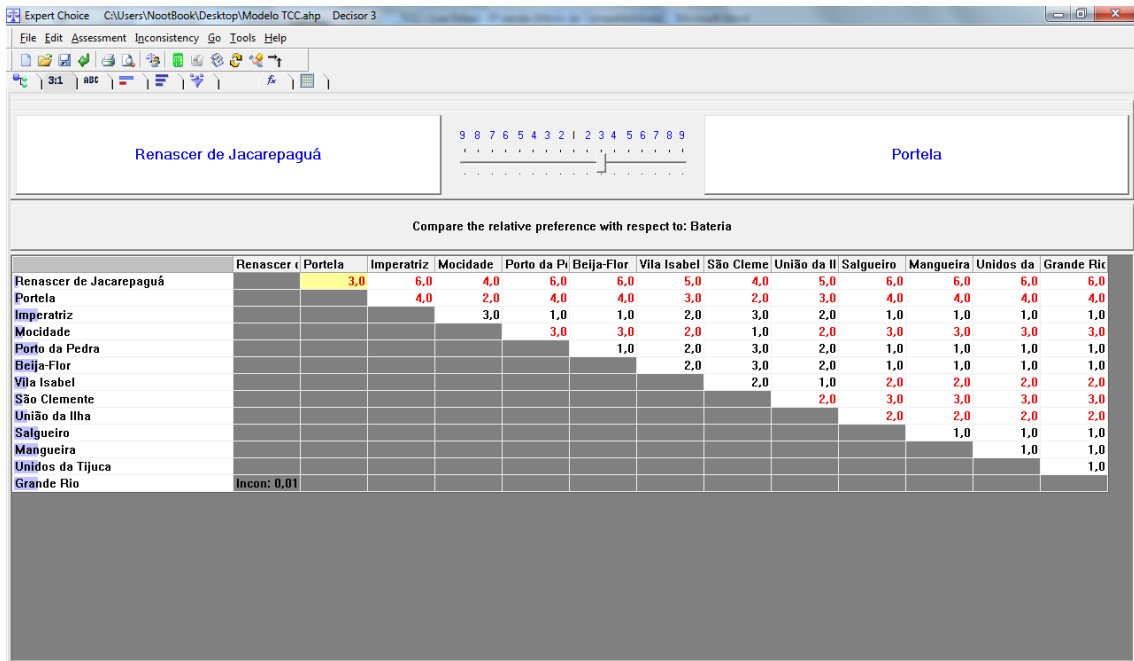 Expert Choice C:\Users\NootBook\Desktop\Modelo TCC.ahp Decisor 3
File Edit Assessment Inconsistency Go Tools Help
3:1 ABC fx
9 8 7 6 5 4 3 2 1 2 3 4 5 6 7 8 9
Renascer de Jacarepaguá Portela
Compare the relative preference with respect to: Bateria
Renascer Portela Imperatriz Mocidade Porto da P Beija-Flor Vila Isabel São Cleme União da Il Salgueiro Mangueira Unidos da Grande Ric
Renascer de Jacarepaguá 3,0 6,0 4,0 6,0 6,0 5,0 4,0 5,0 6,0 6,0 6,0 6,0
Portela 4,0 2,0 4,0 4,0 3,0 2,0 3,0 4,0 4,0 4,0 4,0
Imperatriz 3,0 1,0 1,0 2,0 3,0 2,0 1,0 1,0 1,0 1,0
Mocidade 3,0 3,0 2,0 1,0 2,0 3,0 3,0 3,0 3,0
Porto da Pedra 1,0 2,0 3,0 2,0 1,0 1,0 1,0 1,0
Beija-Flor 2,0 3,0 2,0 1,0 1,0 1,0 1,0
Vila Isabel 2,0 1,0 2,0 2,0 2,0 2,0
São Clemente 2,0 3,0 3,0 3,0 3,0
União da Ilha 2,0 2,0 2,0 2,0
Salgueiro 1,0 1,0 1,0
Mangueira 1,0 1,0
Unidos da Tijuca 1,0
Grande Rio Incon: 0,01